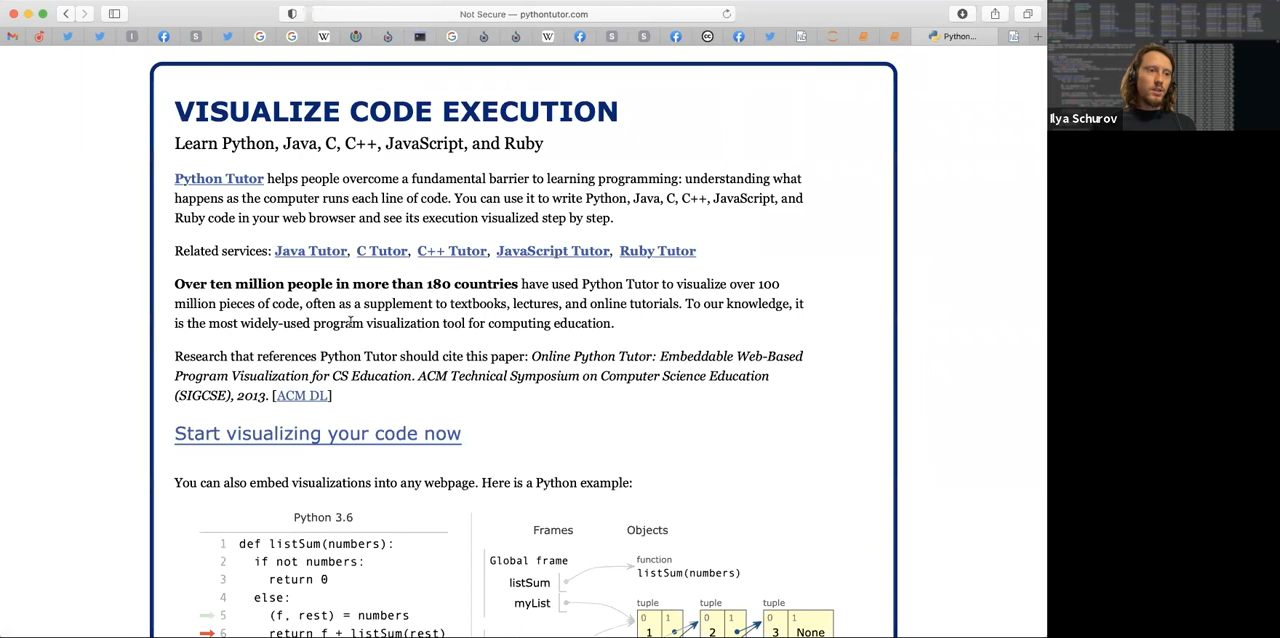 Not Secure — pythontutor.com
Python...
Ilya Schurov
VISUALIZE CODE EXECUTION
Learn Python, Java, C, C++, JavaScript, and Ruby
Python Tutor helps people overcome a fundamental barrier to learning programming: understanding what
happens as the computer runs each line of code. You can use it to write Python, Java, C, C++, JavaScript, and
Ruby code in your web browser and see its execution visualized step by step.
Related services: Java Tutor, C Tutor, C++ Tutor, JavaScript Tutor, Ruby Tutor
Over ten million people in more than 180 countries have used Python Tutor to visualize over 100
million pieces of code, often as a supplement to textbooks, lectures, and online tutorials. To our knowledge, it
is the most widely-used program visualization tool for computing education.
Research that references Python Tutor should cite this paper: Online Python Tutor: Embeddable Web-Based
Program Visualization for CS Education. ACM Technical Symposium on Computer Science Education
(SIGCSE), 2013. [ACM DL]
Start visualizing your code now
You can also embed visualizations into any webpage. Here is a Python example:
Python 3.6
1 def listSum(numbers):
2 if not numbers:
3 return 0
4 else:
5 (f, rest) = numbers
6 return f + listSum(rest)
Frames Objects
Global frame
listSum
myList
function
listSum(numbers)
tuple tuple tuple
0 1 0 1 0 1
1 2 3 None